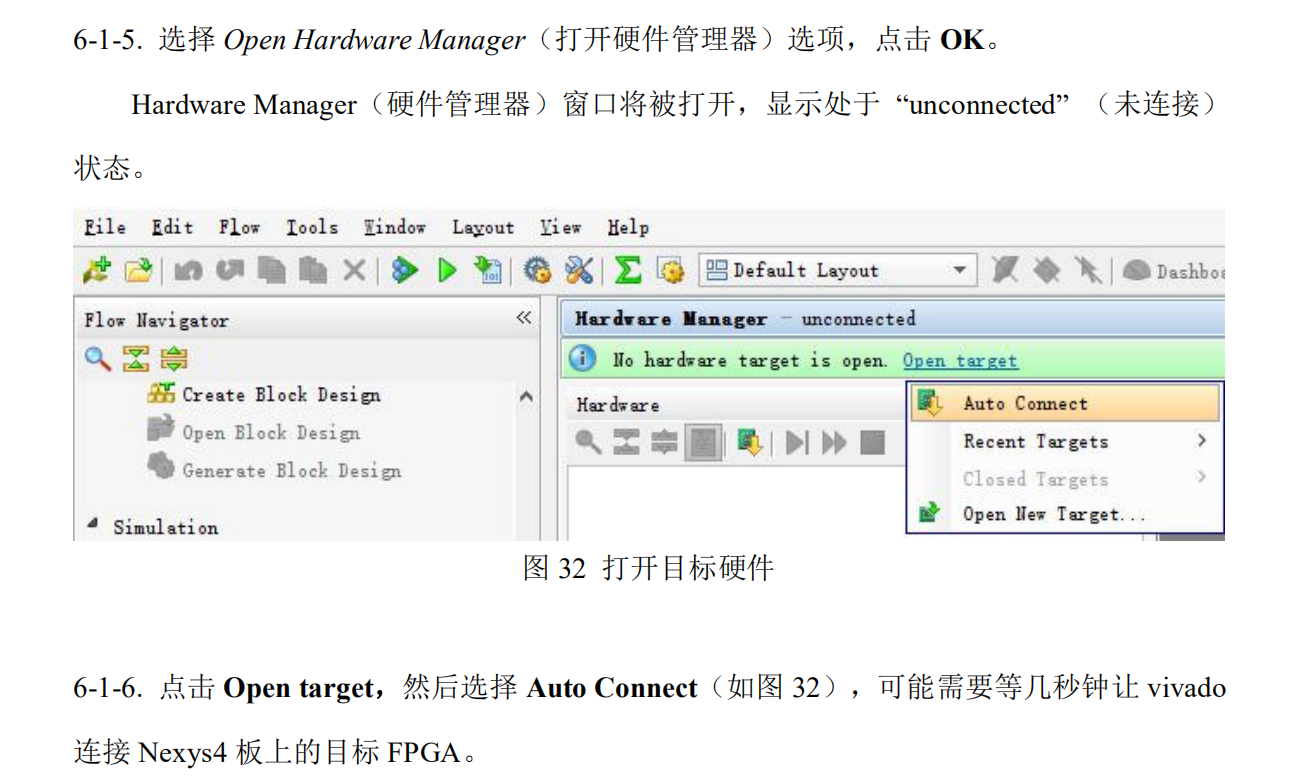 6-1-5. 选择 Open Hardware Manager（打开硬件管理器）选项，点击 OK。
Hardware Manager（硬件管理器）窗口将被打开，显示处于 “unconnected” （未连接）
状态。
File Edit Flow Tools Window Layout View Help
Default Layout
Dashboa
Flow Navigator
Hardware Manager - unconnected
No hardware target is open. Open target
Create Block Design
Open Block Design
Generate Block Design
Simulation
Hardware
Auto Connect
Recent Targets
Closed Targets
Open New Target...
图 32 打开目标硬件
6-1-6. 点击 Open target，然后选择 Auto Connect（如图 32），可能需要等几秒钟让 vivado
连接 Nexys4 板上的目标 FPGA。